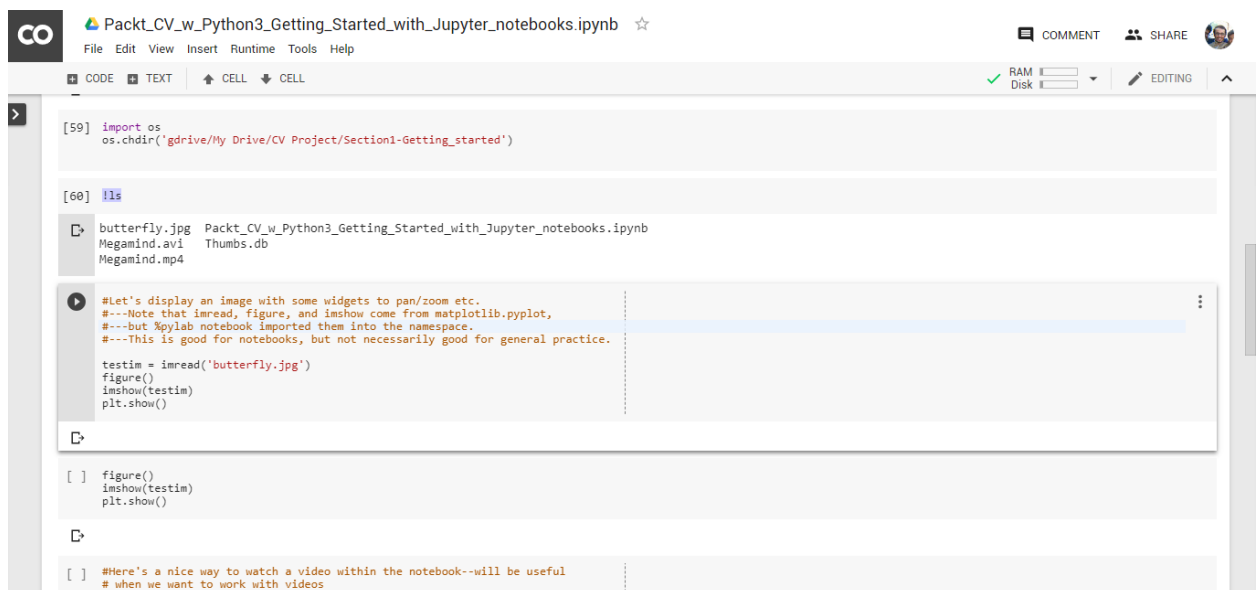 CO
Packt_CV_w_Python3_Getting_Started_with_Jupyter_notebooks.ipynb
File Edit View Insert Runtime Tools Help
COMMENT SHARE
CODE TEXT CELL CELL
RAM
Disk
EDITING
[59] import os
os.chdir('gdrive/My Drive/CV Project/Section1-Getting_started')
[60] !ls
butterfly.jpg Packt_CV_w_Python3_Getting_Started_with_Jupyter_notebooks.ipynb
Megamind.avi Thumbs.db
Megamind.mp4
#Let's display an image with some widgets to pan/zoom etc.
#---Note that imread, figure, and imshow come from matplotlib.pyplot,
#---but %pylab notebook imported them into the namespace.
#---This is good for notebooks, but not necessarily good for general practice.
testim = imread('butterfly.jpg')
figure()
imshow(testim)
plt.show()
[ ] figure()
imshow(testim)
plt.show()
[ ] #Here's a nice way to watch a video within the notebook--will be useful
# when we want to work with videos